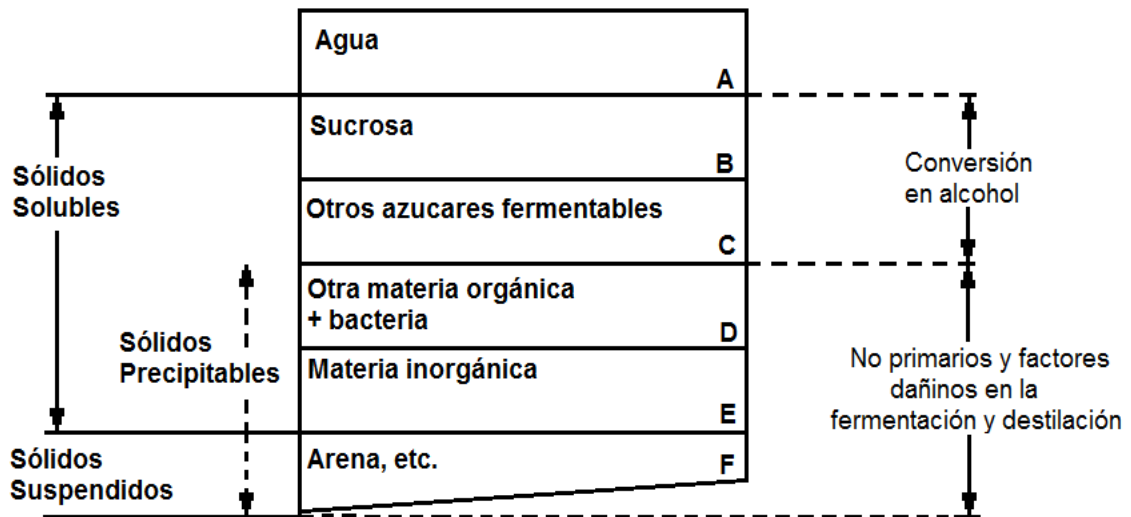 Agua
A
Sucrosa
B
Otros azucares fermentables
C
Otra materia orgánica
+ bacteria
D
Materia inorgánica
E
Arena, etc.
F
Sólidos
Solubles
Sólidos
Precipitables
Sólidos
Suspendidos
Conversión
en alcohol
No primarios y factores
dañinos en la
fermentación y destilación